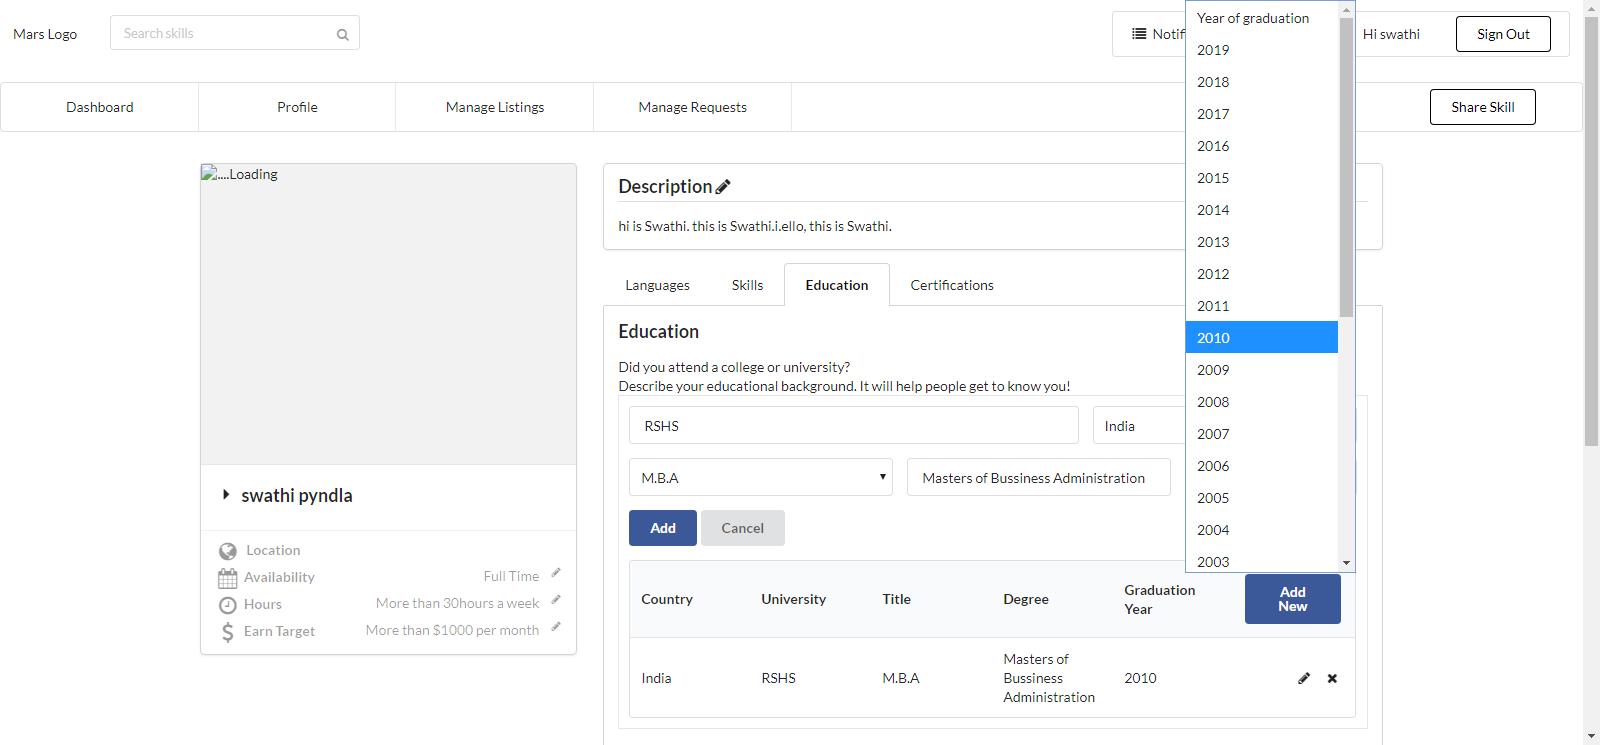 Mars Logo
Search skills
Notif
Hi swathi
Sign Out
Dashboard
Profile
Manage Listings
Manage Requests
Share Skill
Year of graduation
2019
2018
2017
2016
2015
2014
2013
2012
2011
2010
2009
2008
2007
2006
2005
2004
2003
....Loading
swathi pyndla
Location
Availability
Full Time
Hours
More than 30hours a week
Earn Target
More than $1000 per month
Description
hi is Swathi. this is Swathi.i.ello, this is Swathi.
Languages
Skills
Education
Certifications
Education
Did you attend a college or university?
Describe your educational background. It will help people get to know you!
RSHS
India
M.B.A
Masters of Bussiness Administration
Add
Cancel
Country
University
Title
Degree
Graduation
Year
Add
New
India
RSHS
M.B.A
Masters of
Bussiness
Administration
2010